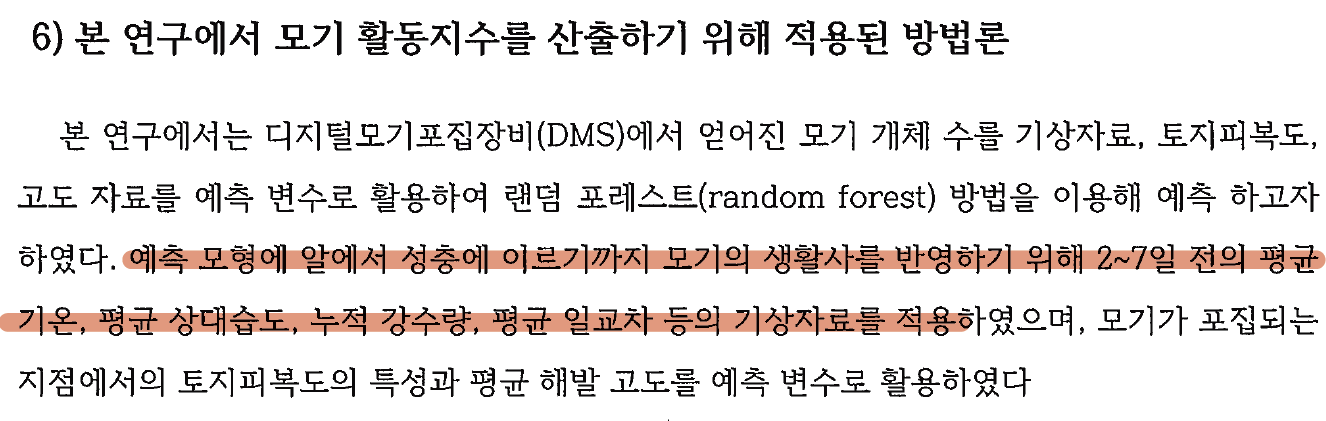 6) 본 연구에서 모기 활동지수를 산출하기 위해 적용된 방법론
본 연구에서는 디지털모기포집장비(DMS)에서 얻어진 모기 개체 수를 기상자료, 토지피복도,
고도 자료를 예측 변수로 활용하여 랜덤 포레스트(random forest) 방법을 이용해 예측 하고자
하였다. 예측 모형에 알에서 성충에 이르기까지 모기의 생활사를 반영하기 위해 2~7일 전의 평균
기온, 평균 상대습도, 누적 강수량, 평균 일교차 등의 기상자료를 적용하였으며, 모기가 포집되는
지점에서의 토지피복도의 특성과 평균 해발 고도를 예측 변수로 활용하였다